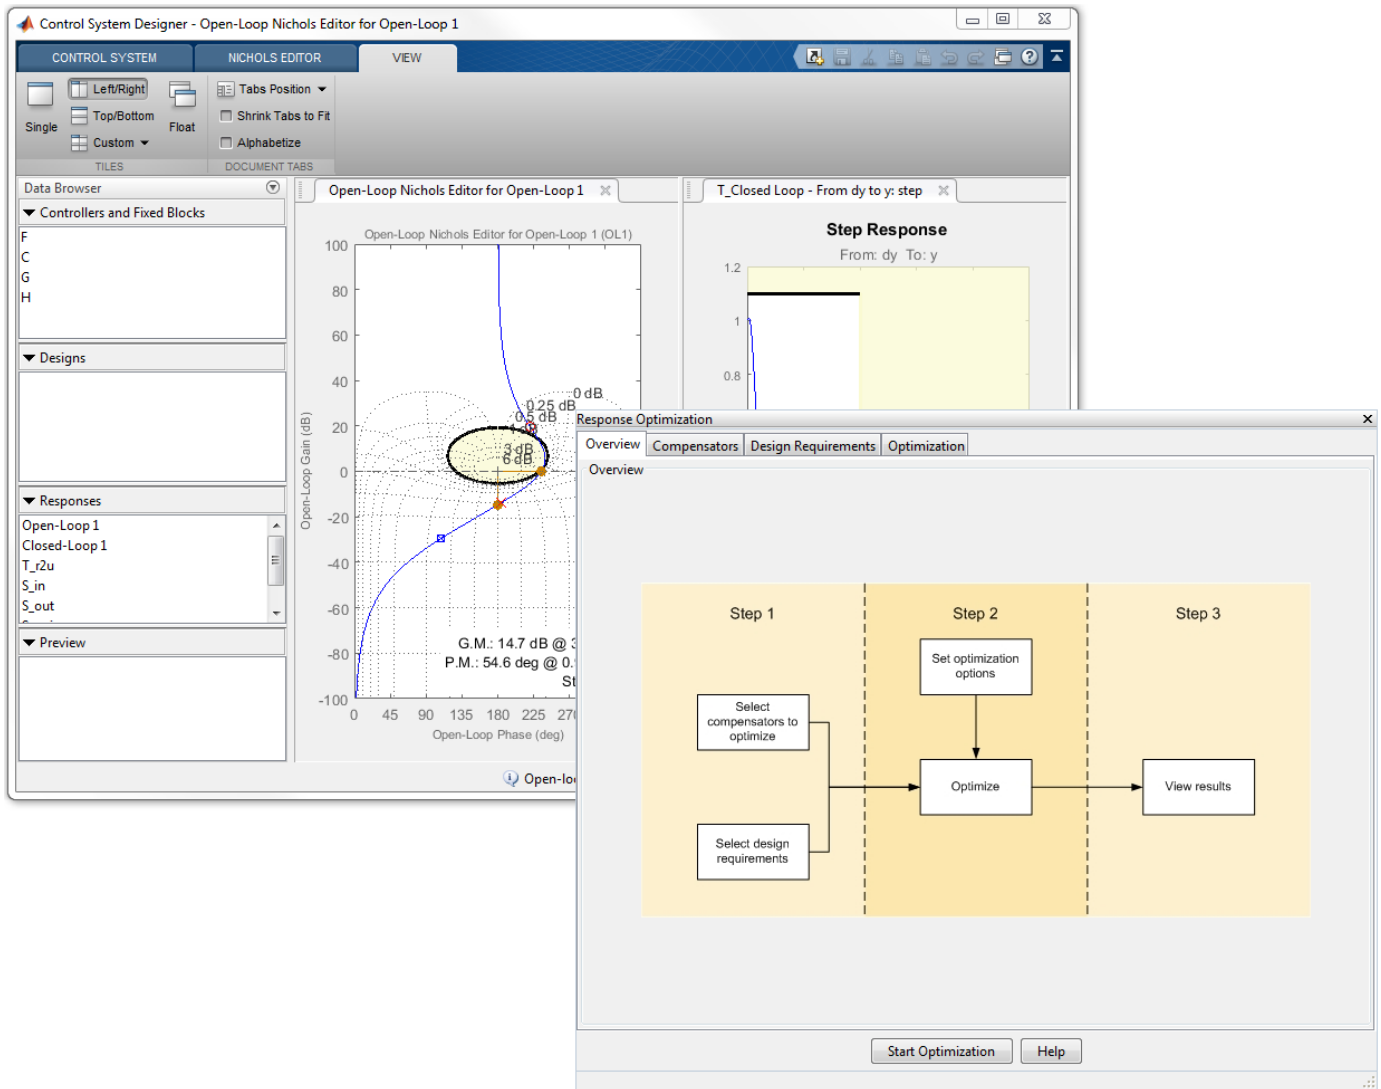 Control System Designer - Open-Loop Nichols Editor for Open-Loop 1
CONTROL SYSTEM
NICHOLS EDITOR
VIEW
Single
Left/Right
Top/Bottom
Custom
Float
TILES
Tabs Position
Shrink Tabs to Fit
Alphabetize
DOCUMENT TABS
Data Browser
Controllers and Fixed Blocks
F
C
G
H
Designs
Responses
Open-Loop 1
Closed-Loop 1
T_r2u
S_in
S_out
Preview
Open-Loop Nichols Editor for Open-Loop 1
Open-Loop Nichols Editor for Open-Loop 1 (OL1)
Open-Loop Gain (dB)
100
80
60
40
20
0
-20
-40
-60
-80
-100
0 dB
0.25 dB
0.5 dB
3 dB
6 dB
G.M.: 14.7 dB @ 3
P.M.: 54.6 deg @ 0.
St
0 45 90 135 180 225 27
Open-Loop Phase (deg)
Open-loo
T_Closed Loop - From dy to y: step
Step Response
From: dy To: y
1.2
1
0.8
Response Optimization
Overview
Compensators
Design Requirements
Optimization
Overview
Step 1
Step 2
Step 3
Set optimization
options
Select
compensators to
optimize
Optimize
View results
Select design
requirements
Start Optimization
Help